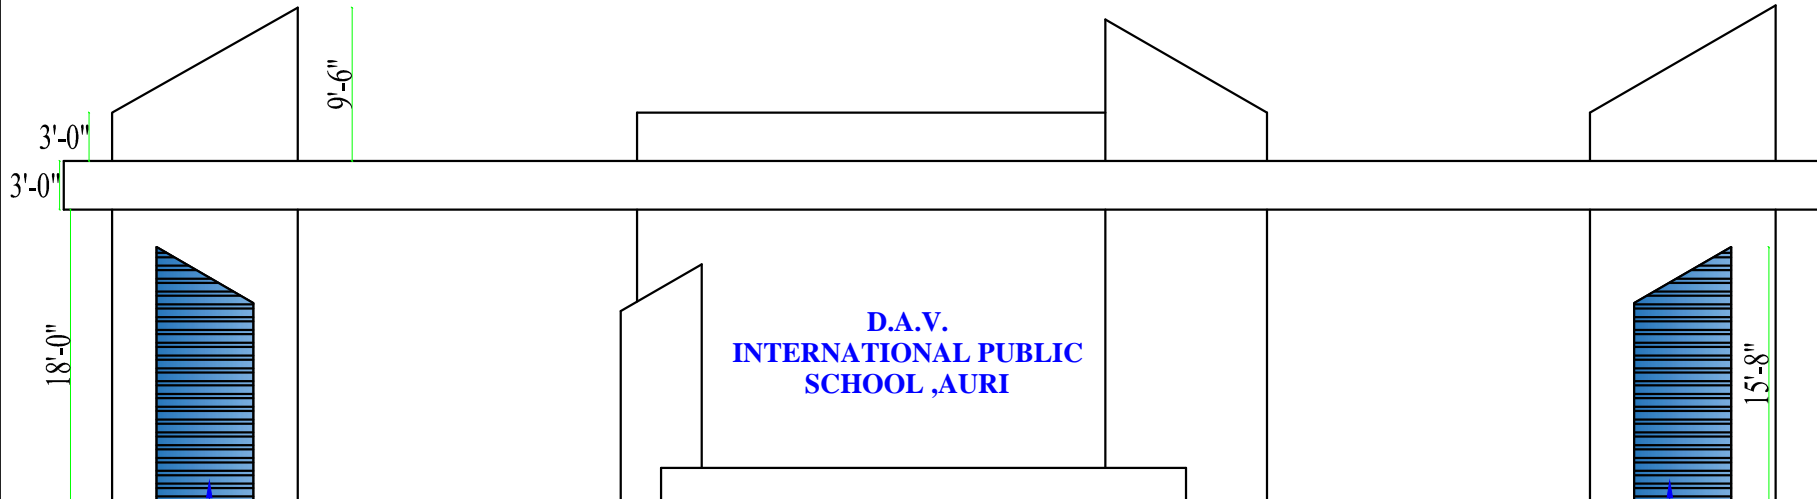 9'-6"
3'-0"
3'-0"
D.A.V.
INTERNATIONAL PUBLIC
SCHOOL ,AURI
18'-0"
15'-8"